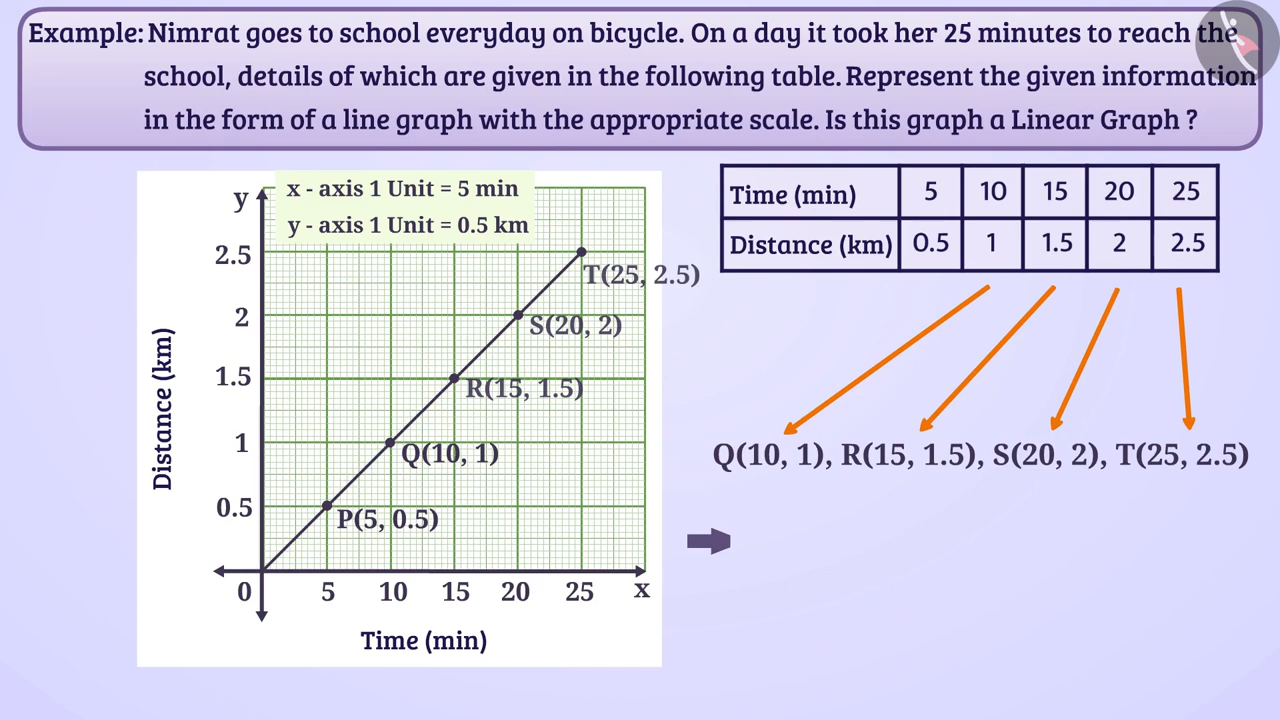 Example: Nimrat goes to school everyday on bicycle. On a day it took her 25 minutes to reach the
school, details of which are given in the following table. Represent the given information
in the form of a line graph with the appropriate scale. Is this graph a Linear Graph ?
x - axis 1 Unit = 5 min
y - axis 1 Unit = 0.5 km
y
2.5
2
1.5
1
0.5
0
5 10 15 20 25 x
Distance (km)
Time (min)
T(25, 2.5)
S(20, 2)
R(15, 1.5)
Q(10, 1)
P(5, 0.5)
Time (min) 5 10 15 20 25
Distance (km) 0.5 1 1.5 2 2.5
Q(10, 1), R(15, 1.5), S(20, 2), T(25, 2.5)